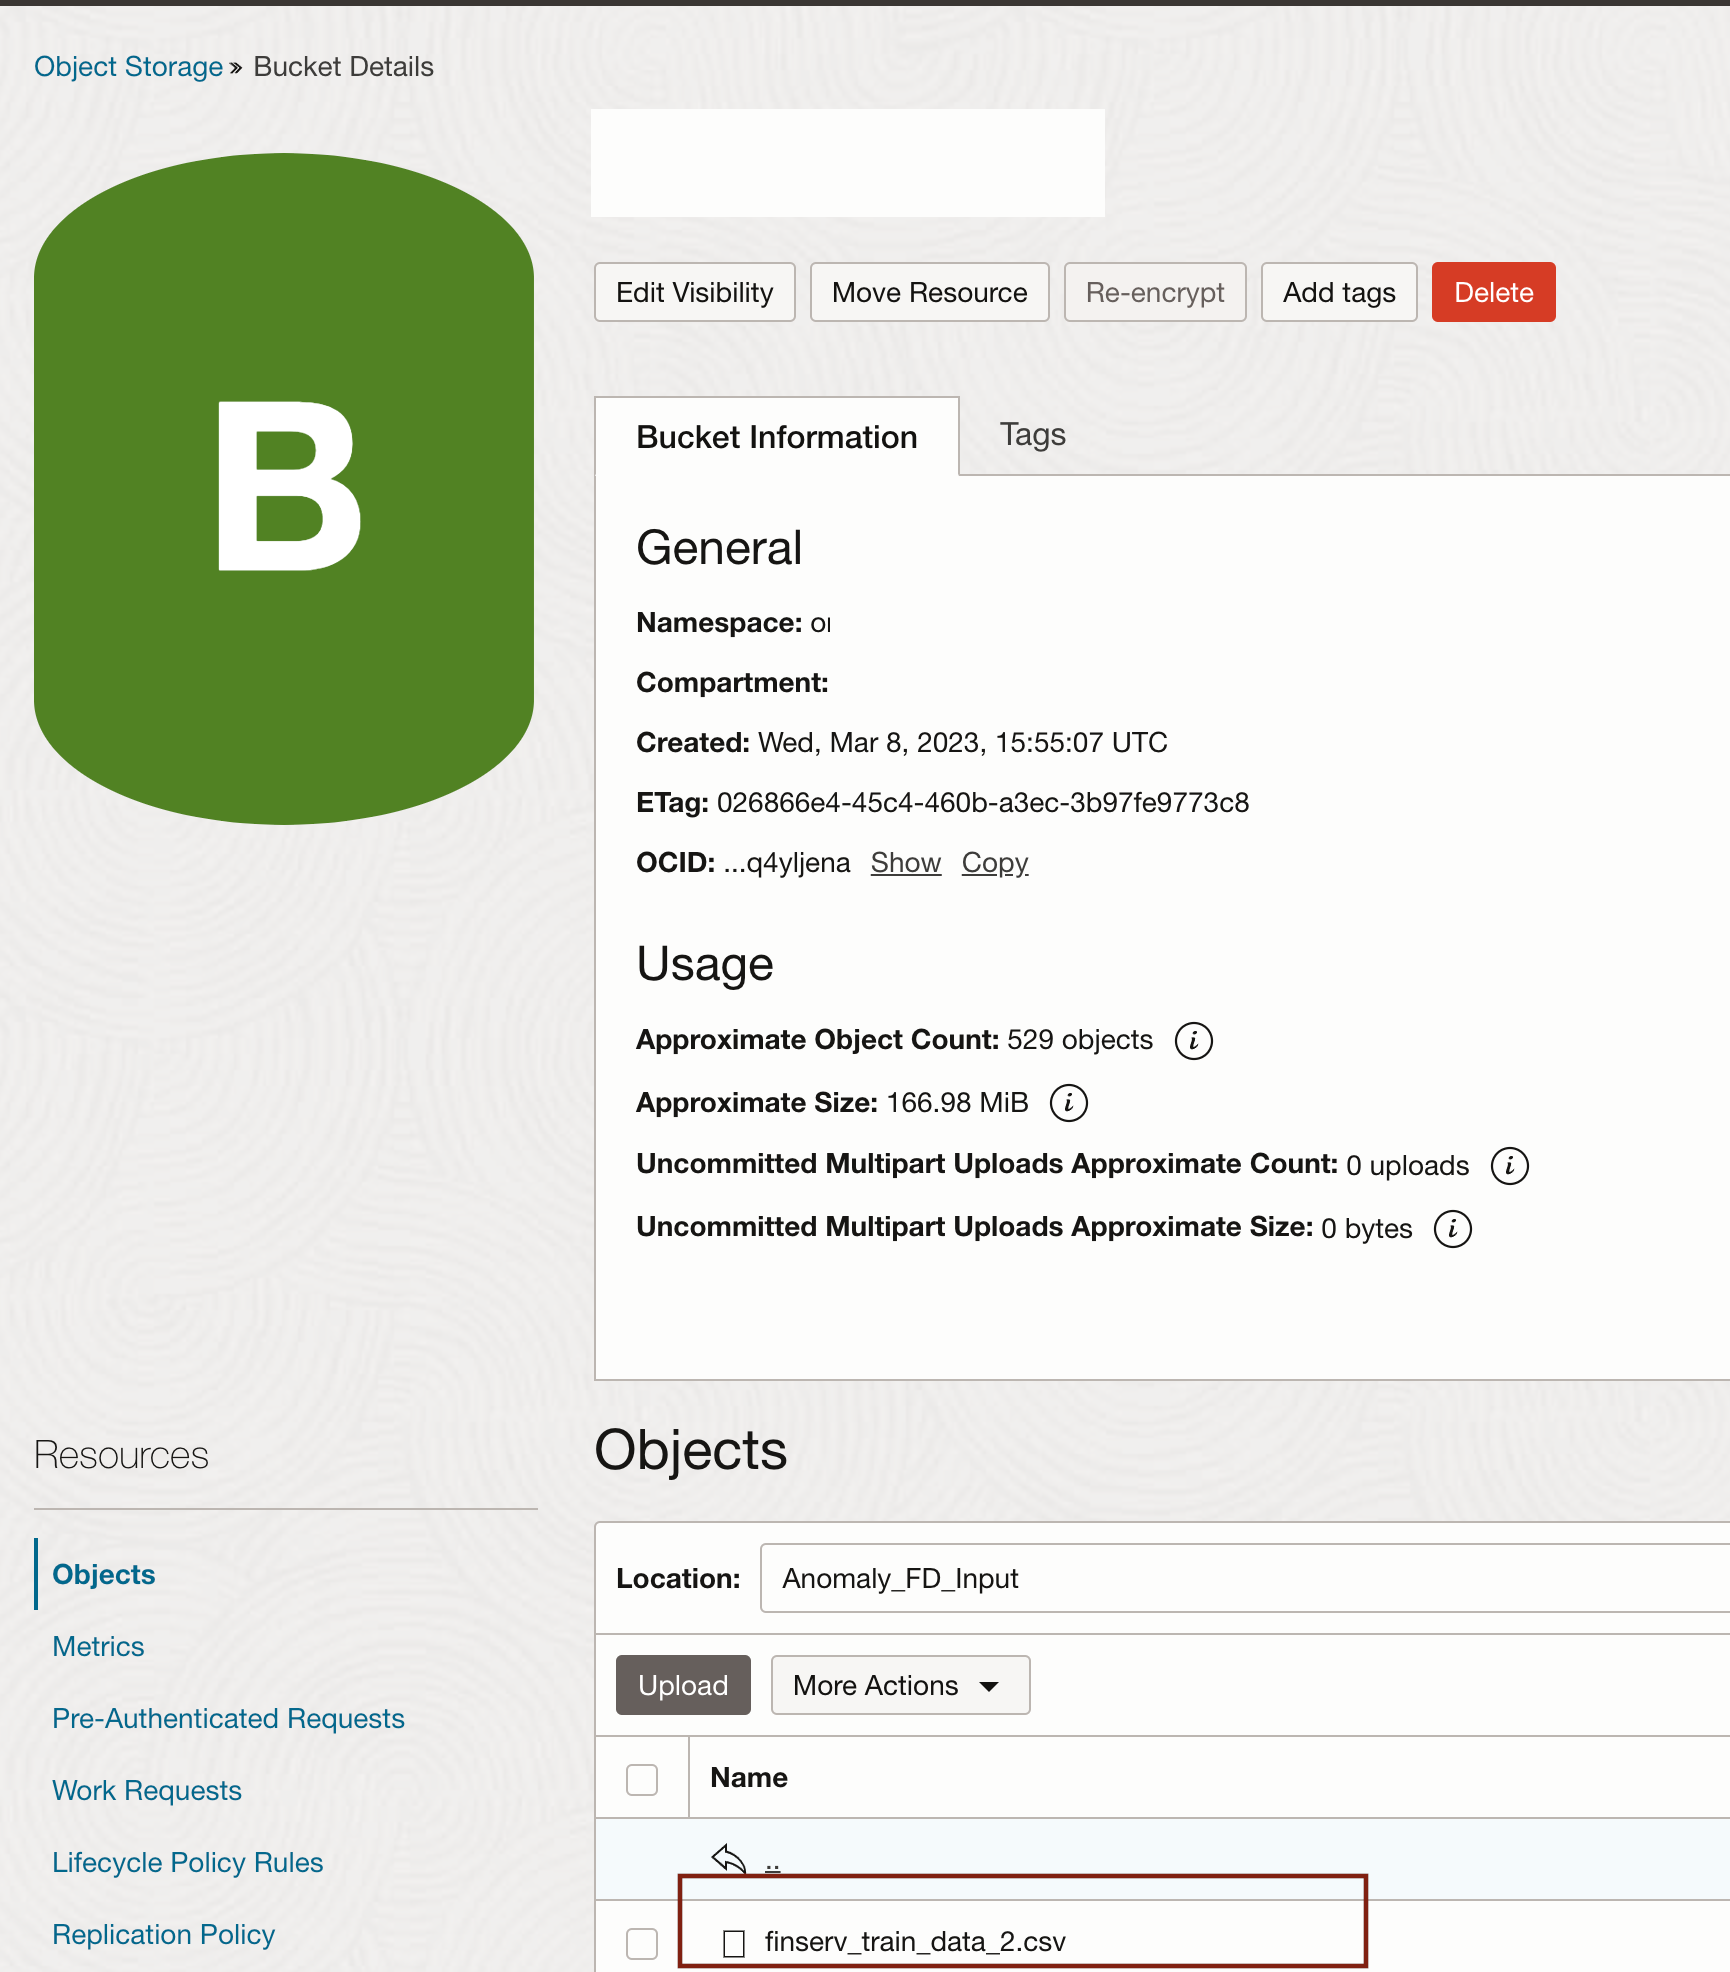 Object Storage » Bucket Details
B
Edit Visibility Move Resource Re-encrypt Add tags Delete
Bucket Information Tags
General
Namespace: or
Compartment:
Created: Wed, Mar 8, 2023, 15:55:07 UTC
ETag: 026866e4-45c4-460b-a3ec-3b97fe9773c8
OCID: ...q4yljena Show Copy
Usage
Approximate Object Count: 529 objects i
Approximate Size: 166.98 MiB i
Uncommitted Multipart Uploads Approximate Count: 0 uploads i
Uncommitted Multipart Uploads Approximate Size: 0 bytes i
Resources
Objects
Metrics
Pre-Authenticated Requests
Work Requests
Lifecycle Policy Rules
Replication Policy
Objects
Location: Anomaly_FD_Input
Upload More Actions
Name
..
finserv_train_data_2.csv